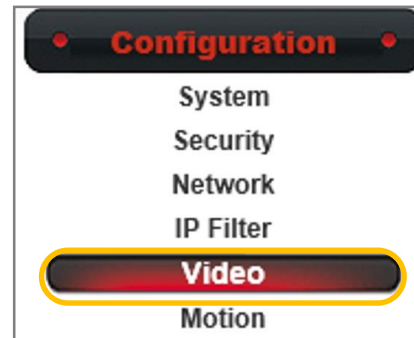 Configuration
System
Security
Network
IP Filter
Video
Motion